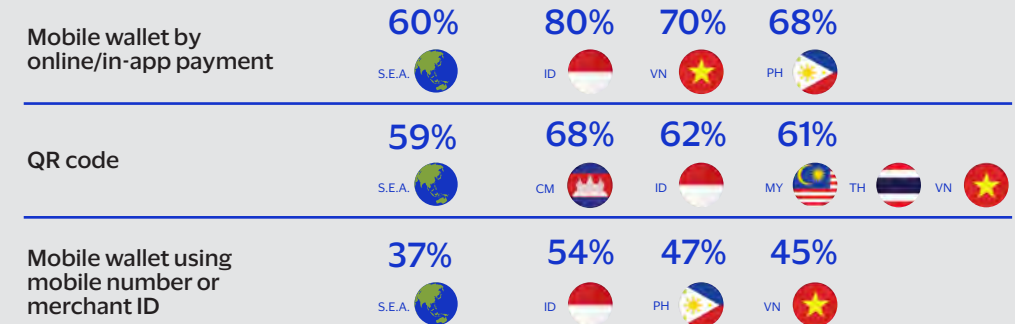 Mobile wallet by
online/in-app payment
60% 80% 70% 68%
S.E.A. ID VN PH
QR code
59% 68% 62% 61%
S.E.A. CM ID MY TH VN
Mobile wallet using
mobile number or
merchant ID
37% 54% 47% 45%
S.E.A. ID PH VN